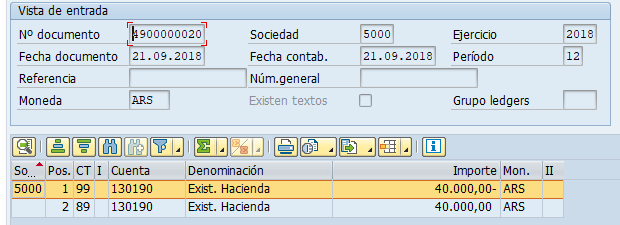 Vista de entrada
Nº documento 4900000020 Sociedad 5000 Ejercicio 2018
Fecha documento 21.09.2018 Fecha contab. 21.09.2018 Período 12
Referencia Núm.general
Moneda ARS Existen textos Grupo ledgers
So... Pos. CT I Cuenta Denominación Importe Mon. II
5000 1 99 130190 Exist. Hacienda 40.000,00- ARS
2 89 130190 Exist. Hacienda 40.000,00 ARS